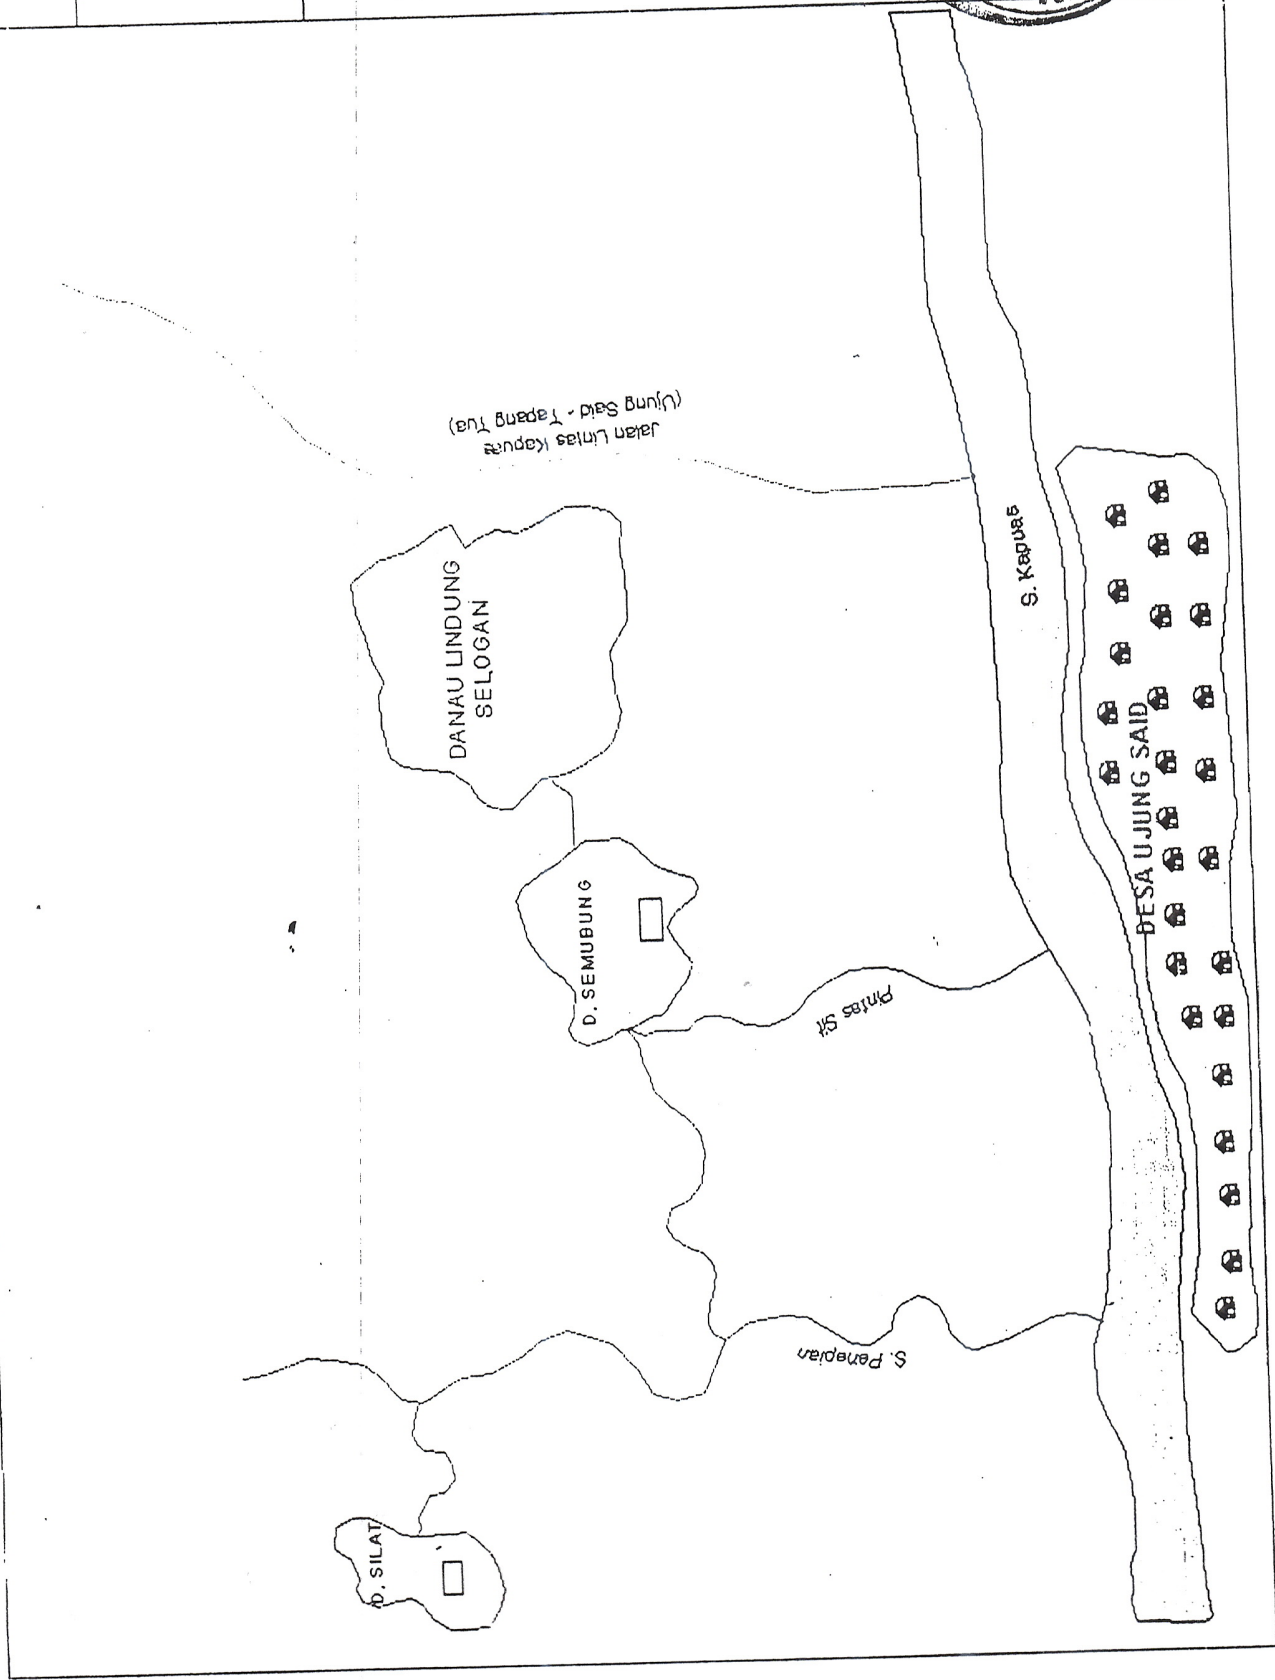 Jalan Lintas Kapuas
(Ujung Said - Tapang Tua)
DANAU LINDUNG
SELOGAN
S. Kapuas
D. SEMUBUNG
DESA UJUNG SAID
Pintas Sit
S. Penepian
D. SILAT